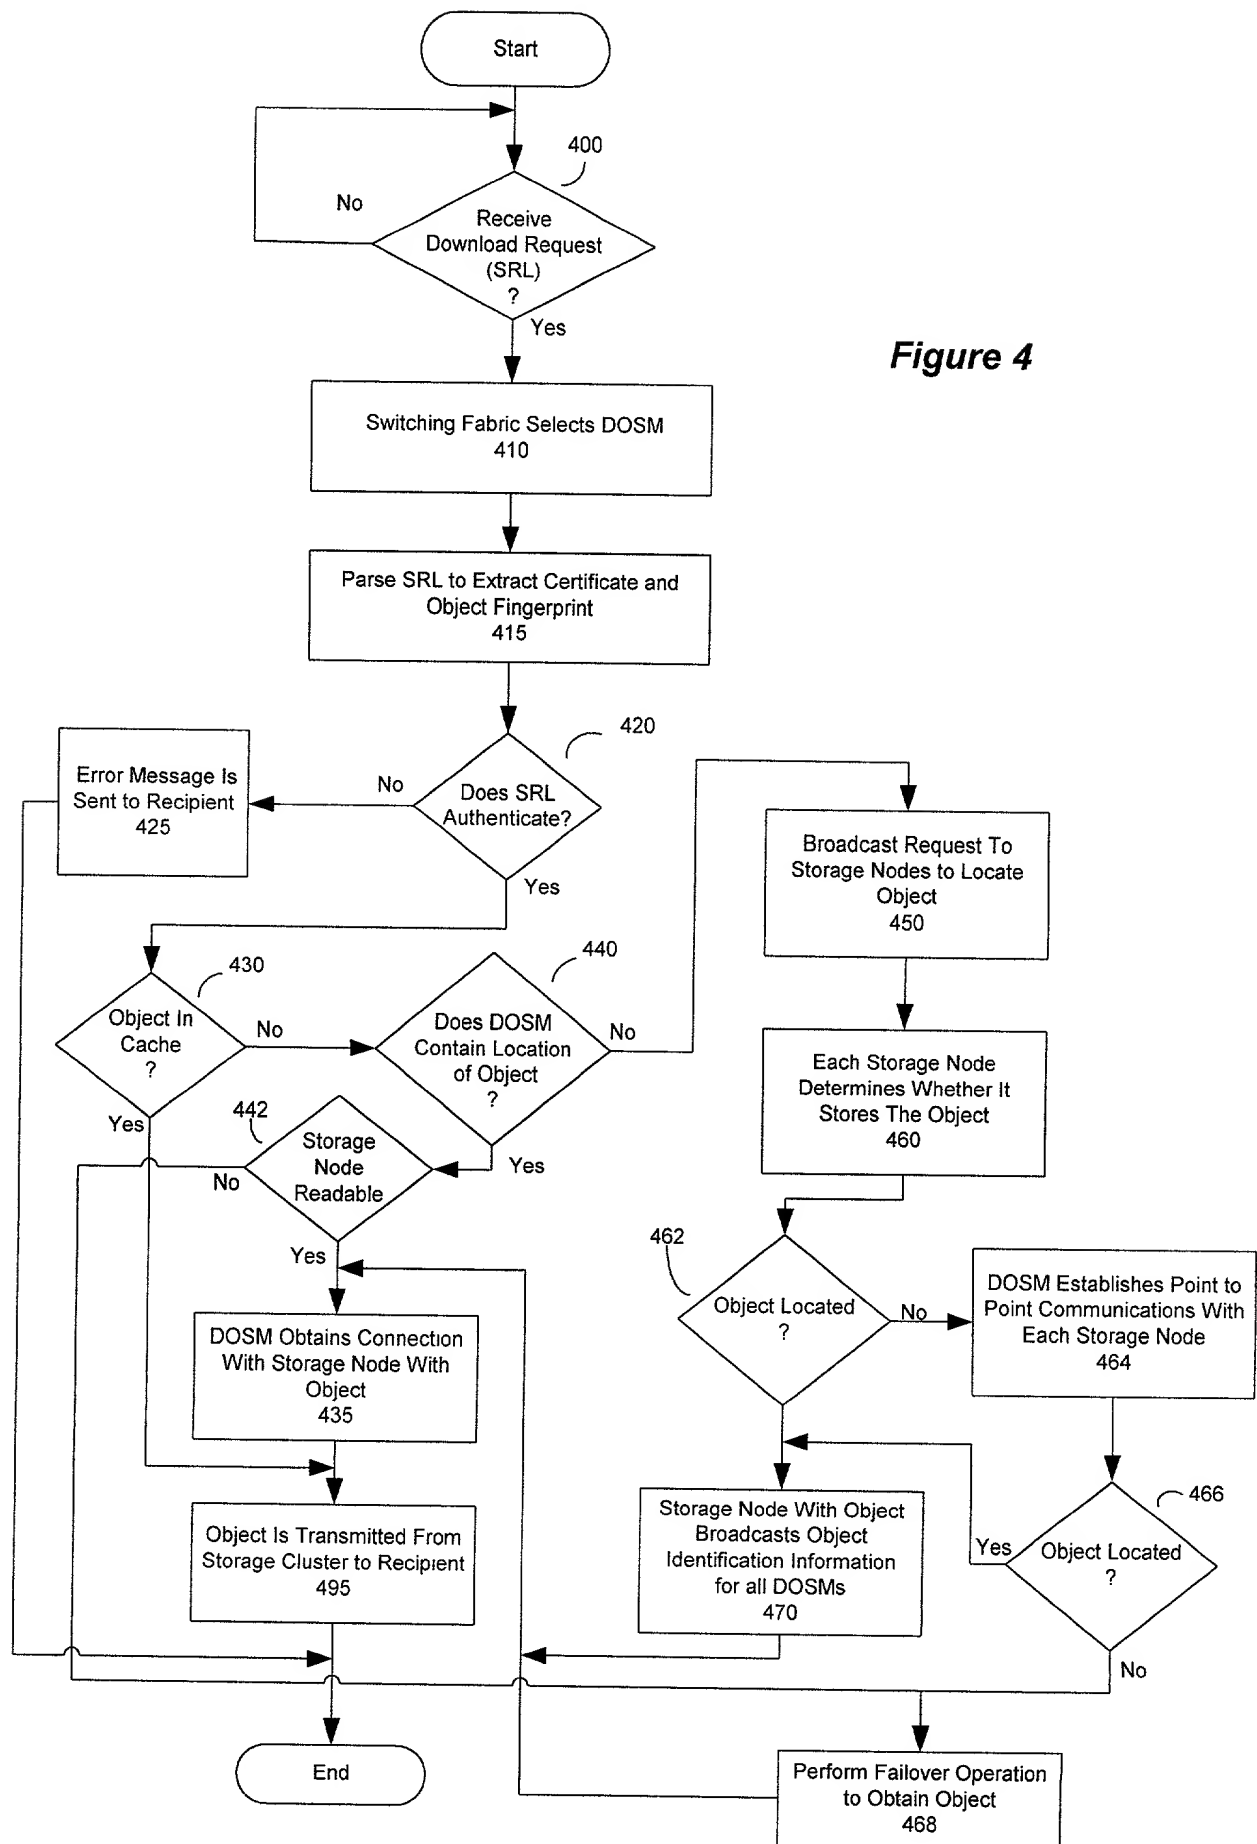 Start
400
No
Receive
Download Request
(SRL)
?
Yes
Figure 4
Switching Fabric Selects DOSM
410
Parse SRL to Extract Certificate and
Object Fingerprint
415
420
Error Message Is
Sent to Recipient
425
No
Does SRL
Authenticate?
Yes
Broadcast Request To
Storage Nodes to Locate
Object
450
430
Object In
Cache
?
No
Yes
440
Does DOSM
Contain Location
of Object
?
No
Yes
Each Storage Node
Determines Whether It
Stores The Object
460
442
Storage
Node
Readable
No
Yes
462
Object Located
?
No
DOSM Establishes Point to
Point Communications With
Each Storage Node
464
DOSM Obtains Connection
With Storage Node With
Object
435
466
Object Located
?
Yes
No
Storage Node With Object
Broadcasts Object
Identification Information
for all DOSMs
470
Object Is Transmitted From
Storage Cluster to Recipient
495
End
Perform Failover Operation
to Obtain Object
468